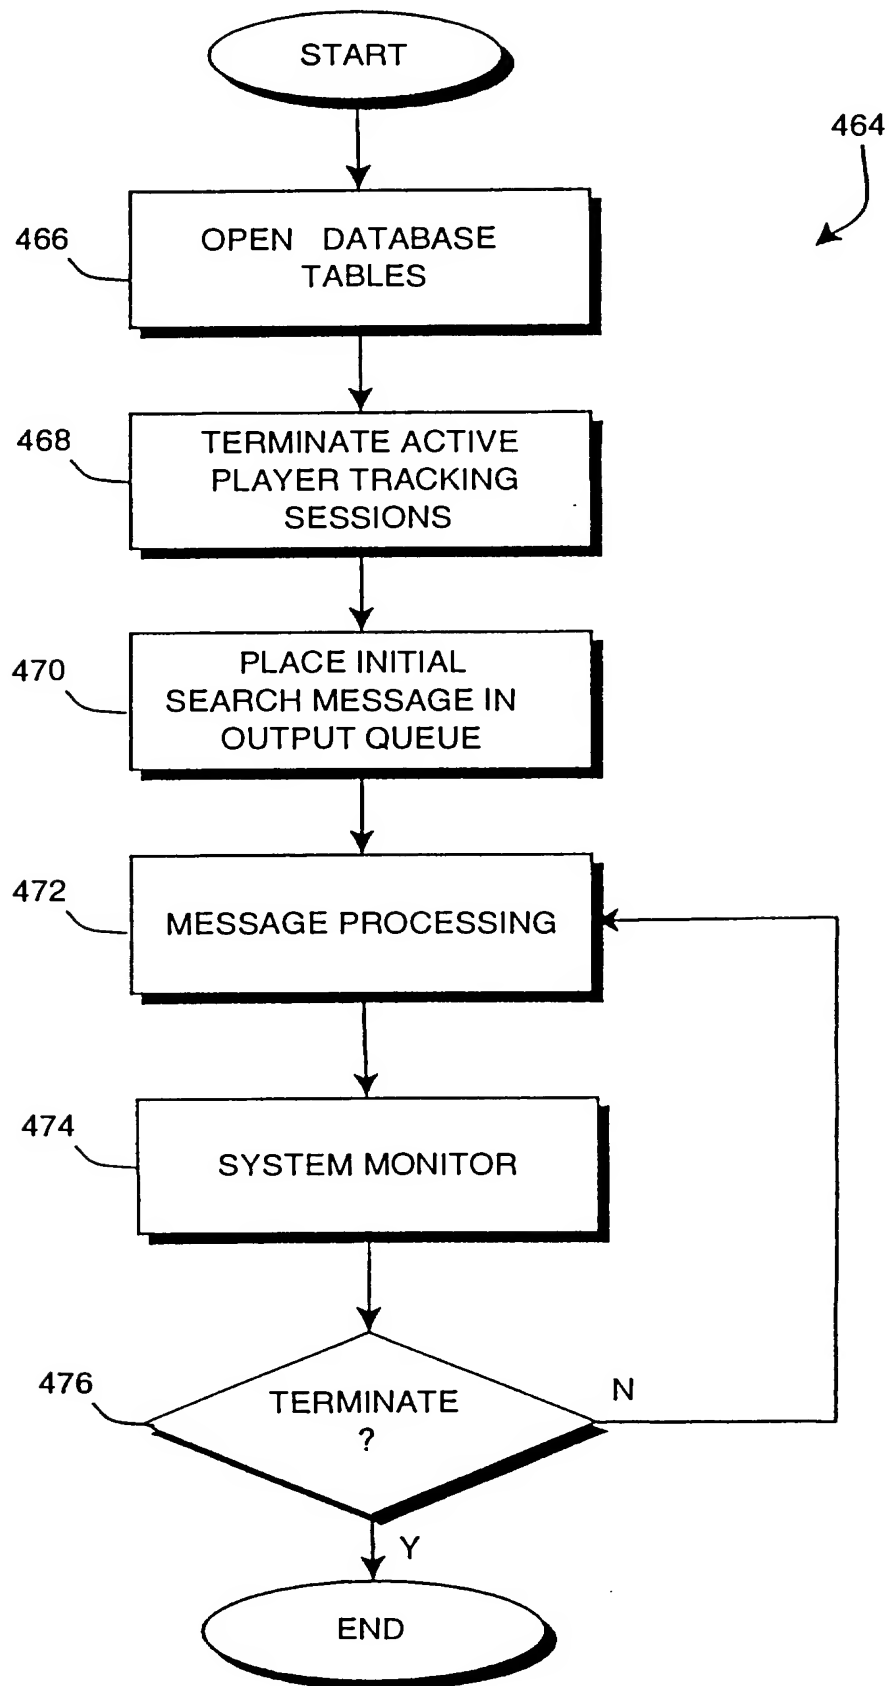 START
464
466
OPEN DATABASE
TABLES
468
TERMINATE ACTIVE
PLAYER TRACKING
SESSIONS
470
PLACE INITIAL
SEARCH MESSAGE IN
OUTPUT QUEUE
472
MESSAGE PROCESSING
474
SYSTEM MONITOR
476
TERMINATE
?
N
Y
END